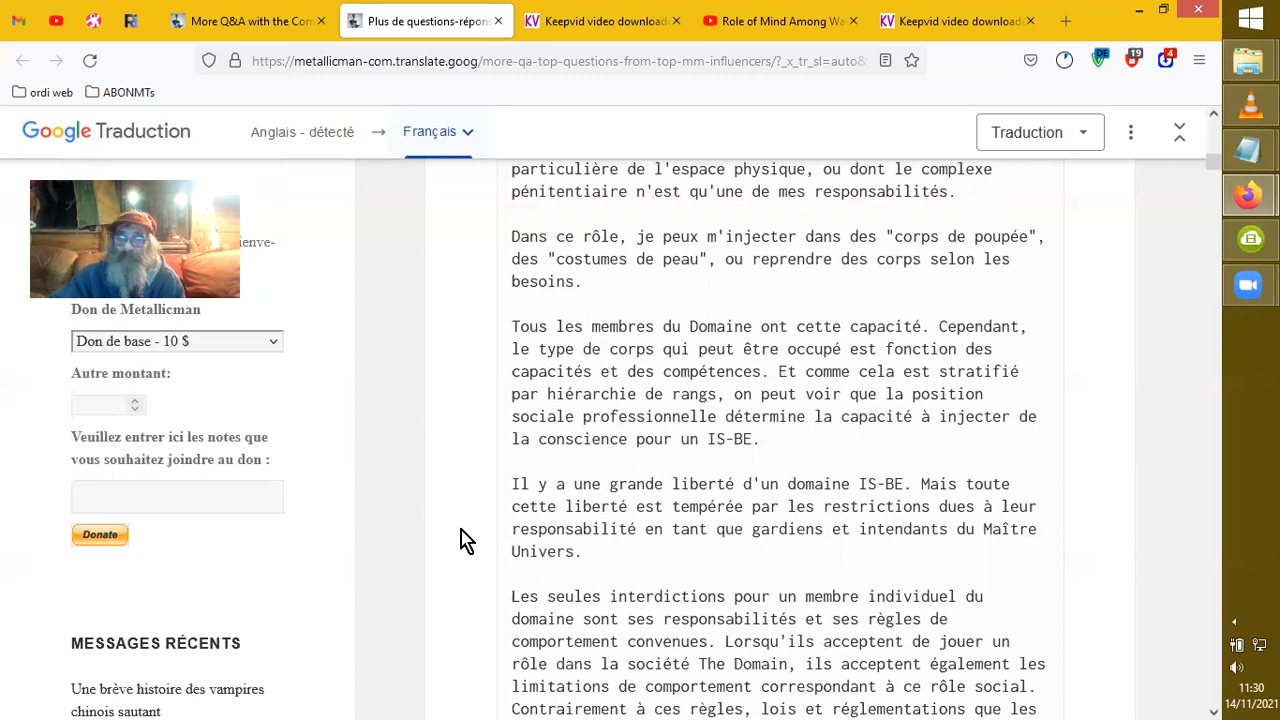 More Q&A with the Com
Plus de questions-répons
Keepvid video download
Role of Mind Among Wa
Keepvid video download
https://metallicman-com.translate.goog/more-qa-top-questions-from-top-mm-influencers/?_x_tr_sl=auto&
DE
19
4
ordi web
ABONMTs
Google Traduction
Anglais - détecté
Français
Traduction
ienve-
Don de Metallicman
Don de base - 10 $
Autre montant:
Veuillez entrer ici les notes que
vous souhaitez joindre au don :
Donate
MESSAGES RÉCENTS
Une brève histoire des vampires
chinois sautant
particulière de l'espace physique, ou dont le complexe
pénitentiaire n'est qu'une de mes responsabilités.
Dans ce rôle, je peux m'injecter dans des "corps de poupée",
des "costumes de peau", ou reprendre des corps selon les
besoins.
Tous les membres du Domaine ont cette capacité. Cependant,
le type de corps qui peut être occupé est fonction des
capacités et des compétences. Et comme cela est stratifié
par hiérarchie de rangs, on peut voir que la position
sociale professionnelle détermine la capacité à injecter de
la conscience pour un IS-BE.
Il y a une grande liberté d'un domaine IS-BE. Mais toute
cette liberté est tempérée par les restrictions dues à leur
responsabilité en tant que gardiens et intendants du Maître
Univers.
Les seules interdictions pour un membre individuel du
domaine sont ses responsabilités et ses règles de
comportement convenues. Lorsqu'ils acceptent de jouer un
rôle dans la société The Domain, ils acceptent également les
limitations de comportement correspondant à ce rôle social.
Contrairement à ces règles, lois et réglementations que les
11:30
14/11/2021